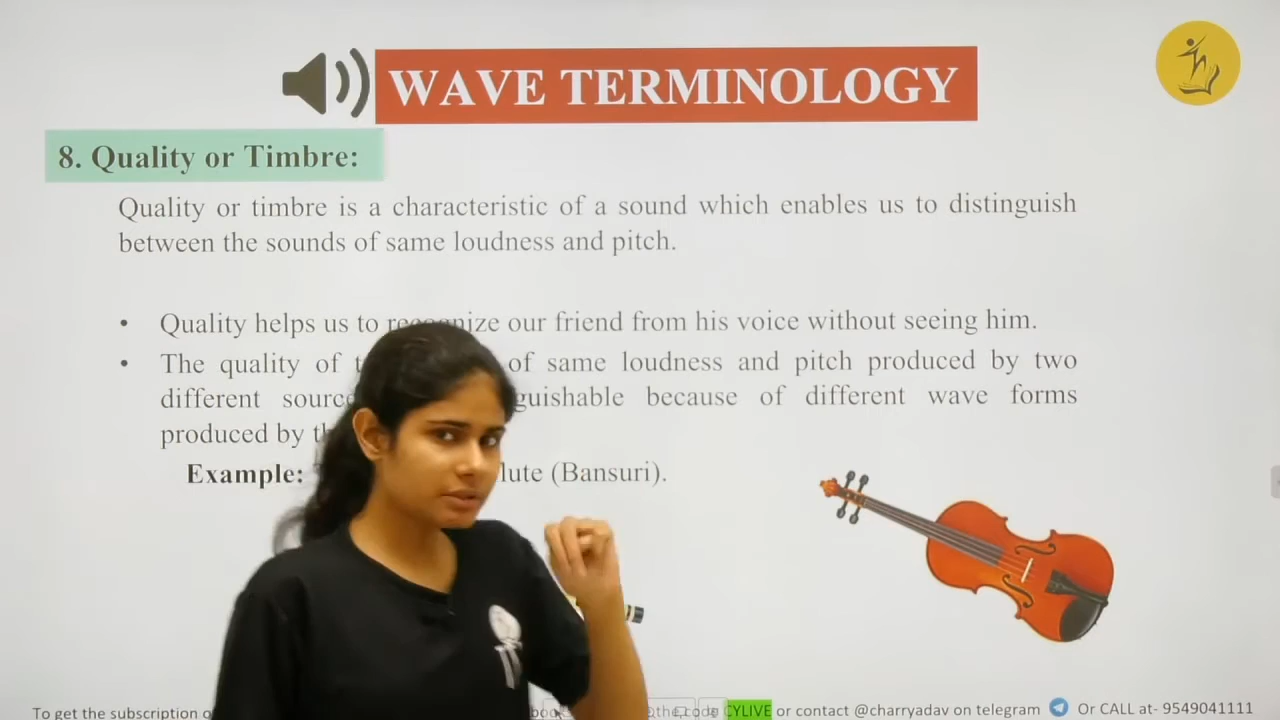 WAVE TERMINOLOGY
8. Quality or Timbre:
Quality or timbre is a characteristic of a sound which enables us to distinguish
between the sounds of same loudness and pitch.
• Quality helps us to recognize our friend from his voice without seeing him.
• The quality of of same loudness and pitch produced by two
different because of different wave forms
produced by
Example: (Bansuri).
To get the subscription the code CYLIVE or contact @charryadav on telegram Or CALL at- 9549041111